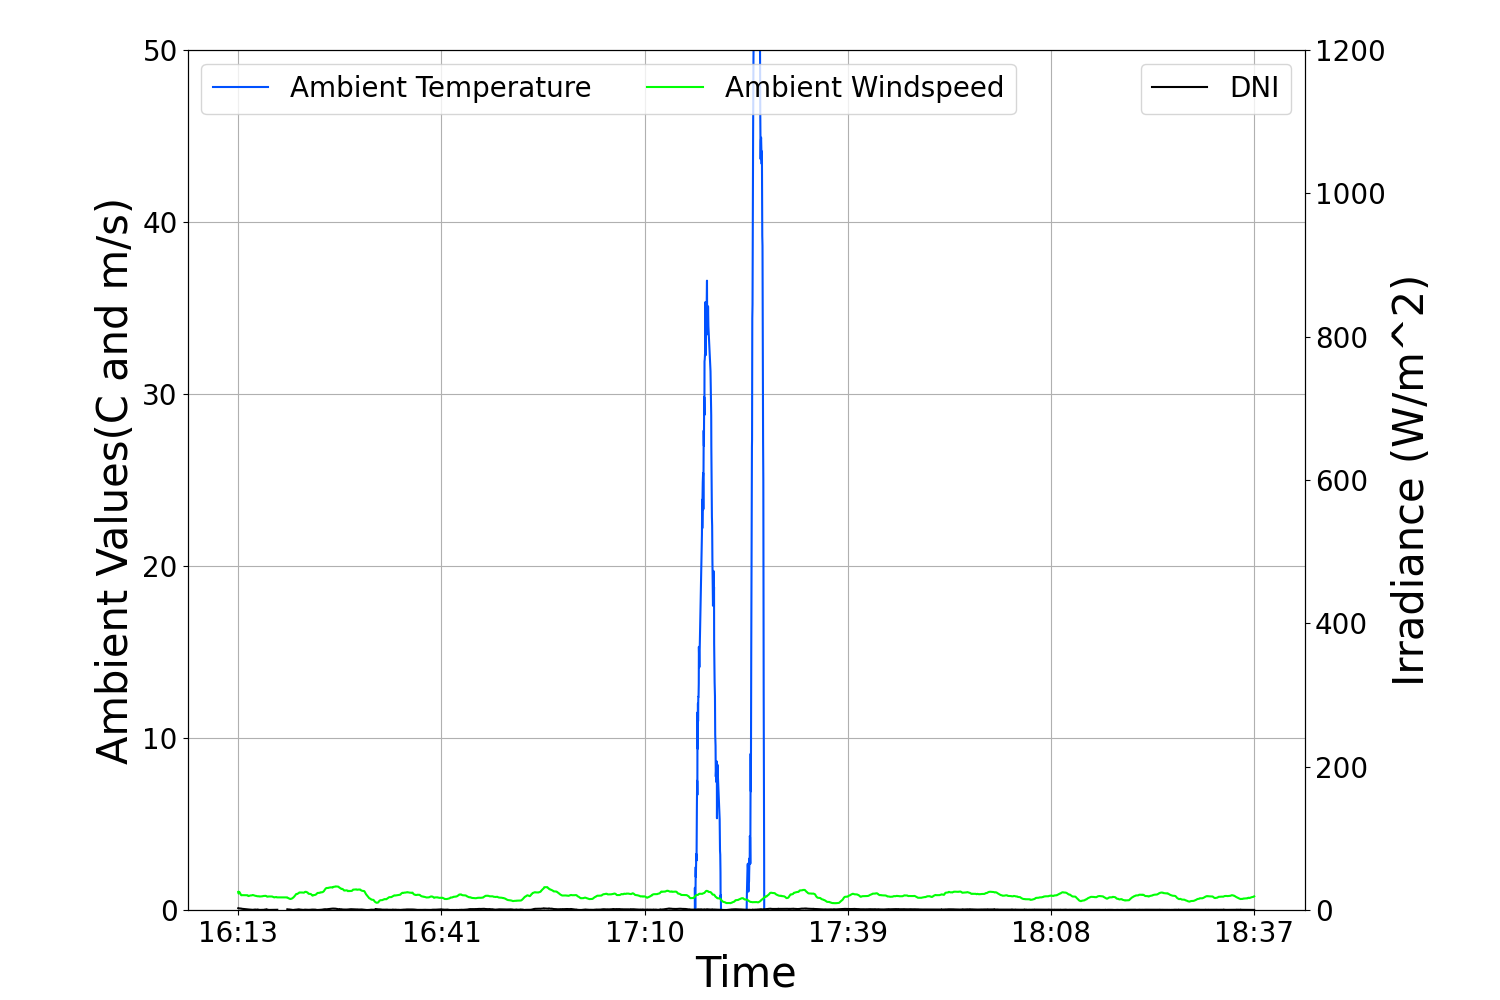 Ambient Temperature Ambient Windspeed DNI
Ambient Values(C and m/s)
50
40
30
20
10
0
1200
1000
800
600
400
200
0
Irradiance (W/m^2)
16:13 16:41 17:10 17:39 18:08 18:37
Time